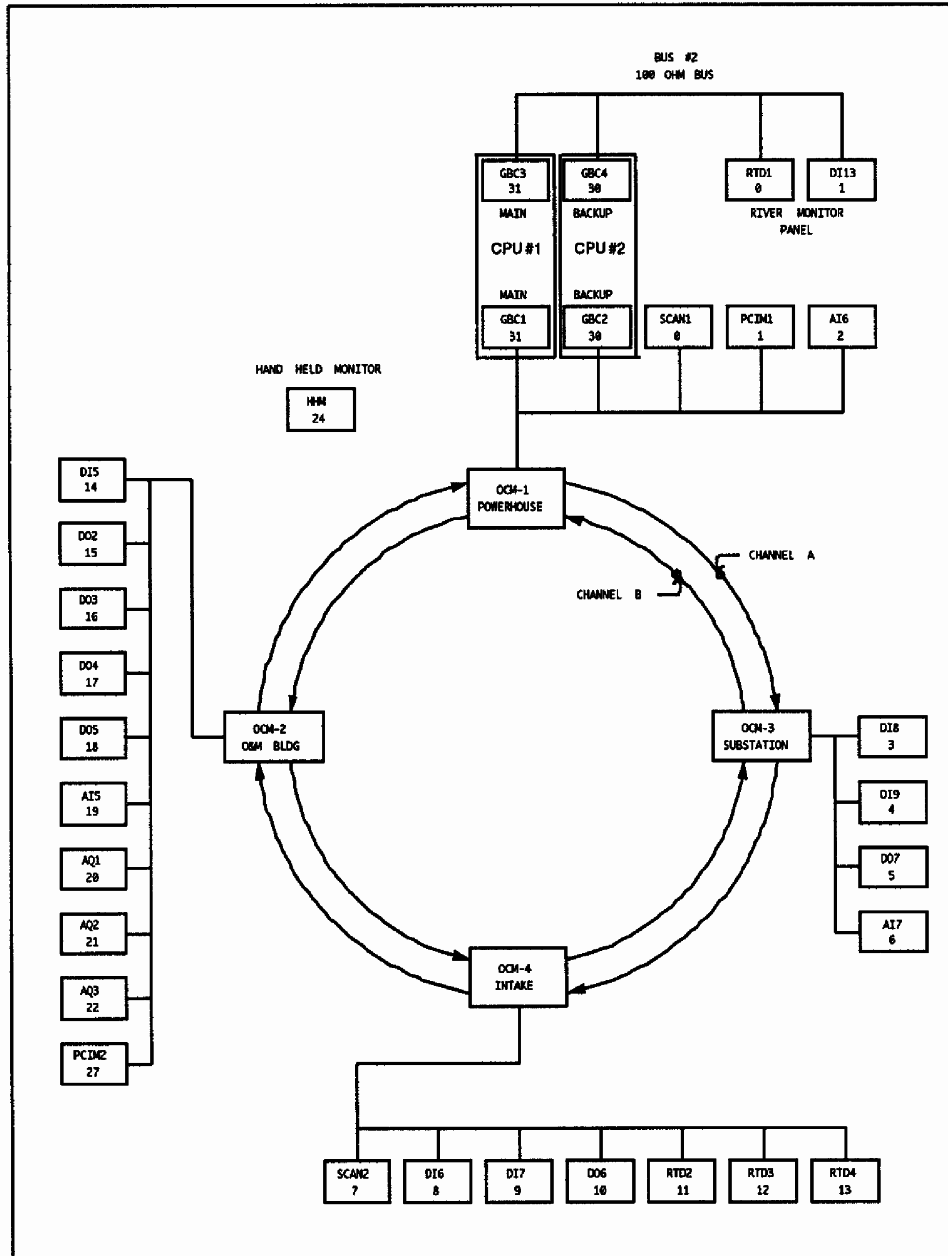 BUS #2
100 OHM BUS
GBC3
31
GBC4
30
RTD1
0
DI13
1
MAIN
BACKUP
RIVER MONITOR
PANEL
CPU#1
CPU#2
MAIN
BACKUP
GBC1
31
GBC2
30
SCAN1
0
PCIM1
1
AI6
2
HAND HELD MONITOR
HHM
24
OCM-1
POWERHOUSE
CHANNEL A
CHANNEL B
DI5
14
DO2
15
DO3
16
DO4
17
DO5
18
AI5
19
AQ1
20
AQ2
21
AQ3
22
PCIM2
27
OCM-2
O&M BLDG
OCM-3
SUBSTATION
DI8
3
DI9
4
DO7
5
AI7
6
OCM-4
INTAKE
SCAN2
7
DI6
8
DI7
9
DO6
10
RTD2
11
RTD3
12
RTD4
13